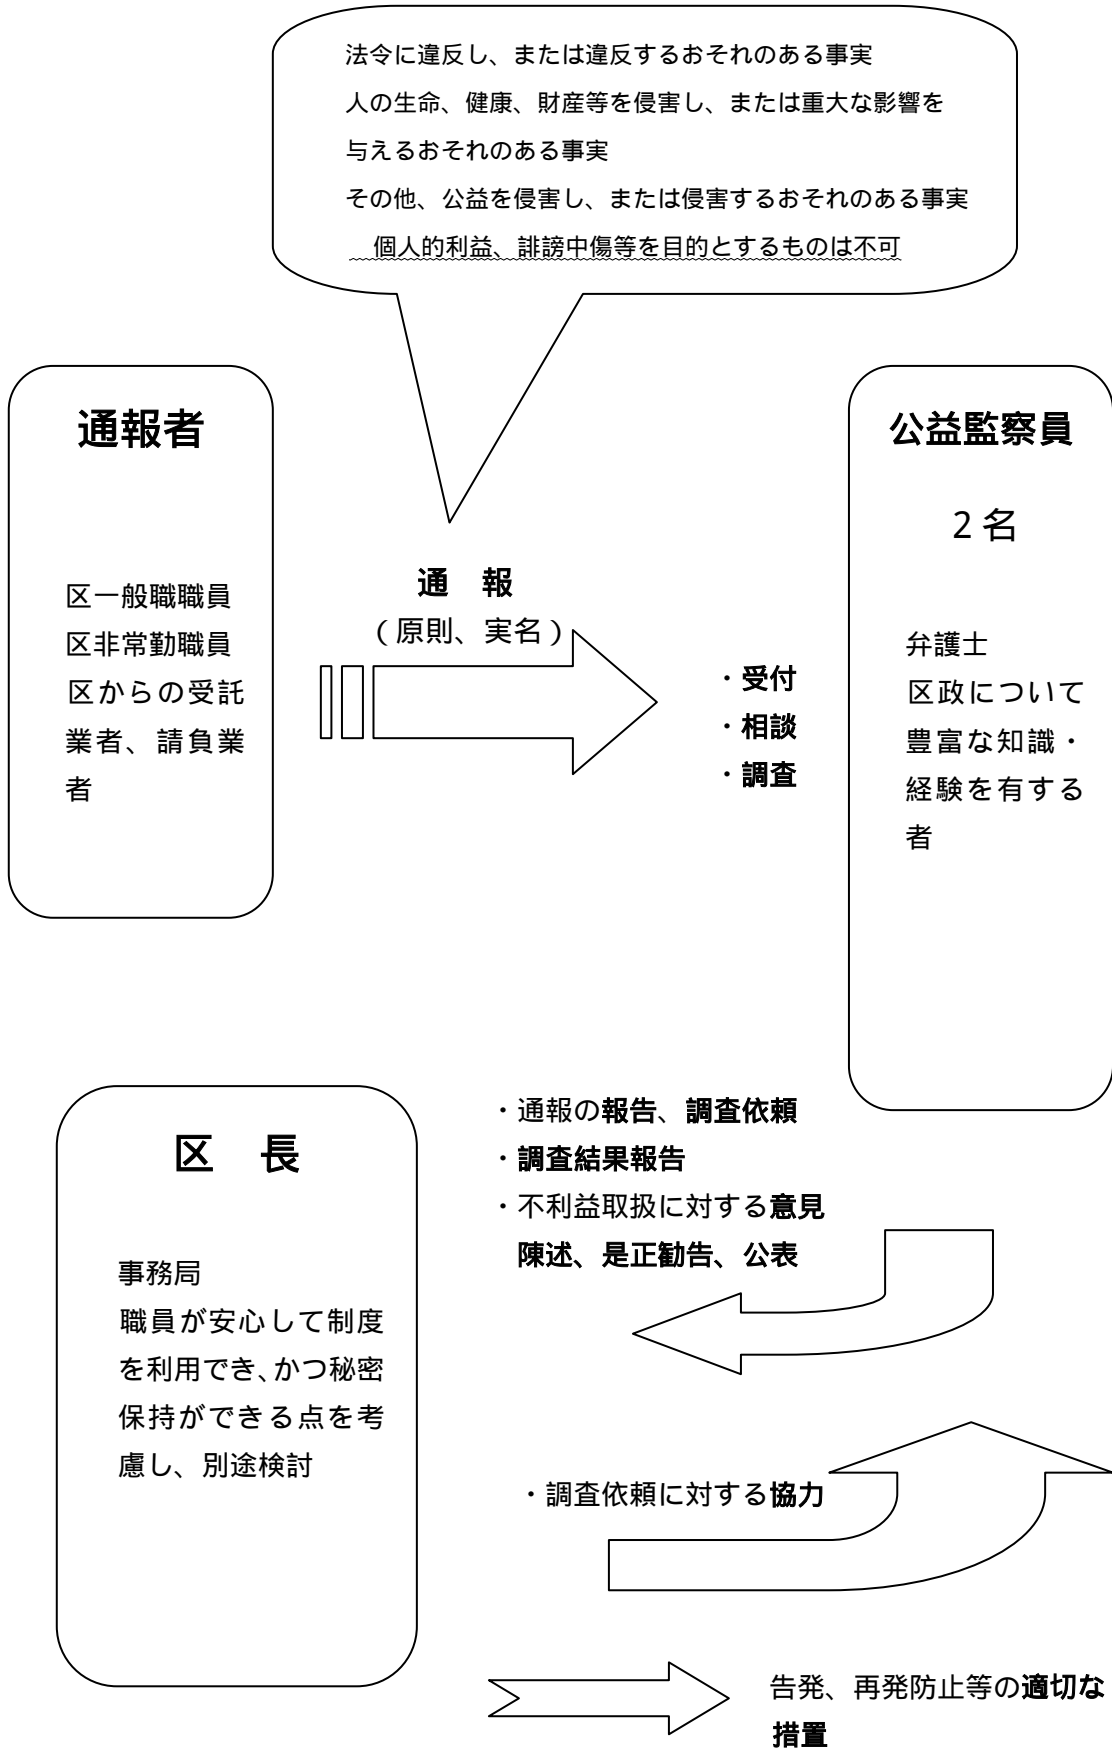 法令に違反し、または違反するおそれのある事実
人の生命、健康、財産等を侵害し、または重大な影響を
与えるおそれのある事実
その他、公益を侵害し、または侵害するおそれのある事実
個人的利益、誹謗中傷等を目的とするものは不可
通報者
区一般職職員
区非常勤職員
区からの受託
業者、請負業
者
通 報
（原則、実名）
・受付
・相談
・調査
公益監察員
2名
弁護士
区政について
豊富な知識・
経験を有する
者
区 長
事務局
職員が安心して制度
を利用でき、かつ秘密
保持ができる点を考
慮し、別途検討
・通報の報告、調査依頼
・調査結果報告
・不利益取扱に対する意見
陳述、是正勧告、公表
・調査依頼に対する協力
告発、再発防止等の適切な
措置